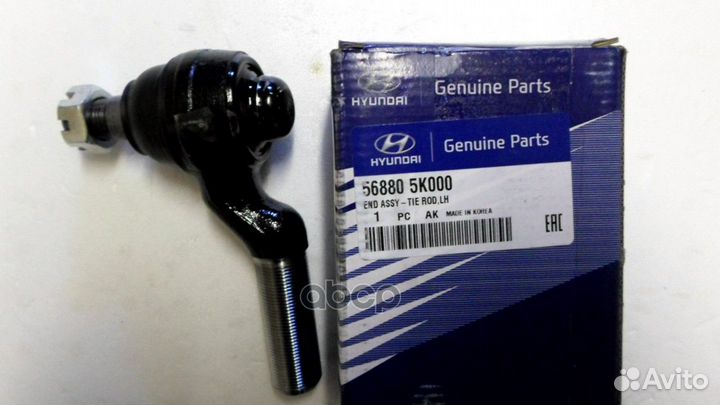 HYUNDAI Genuine Parts
HYUNDAI Genuine Parts
56880 5K000
END ASSY-TIE ROD,LH
1 PC AK MADE IN KOREA
EAC
abcp
Avito